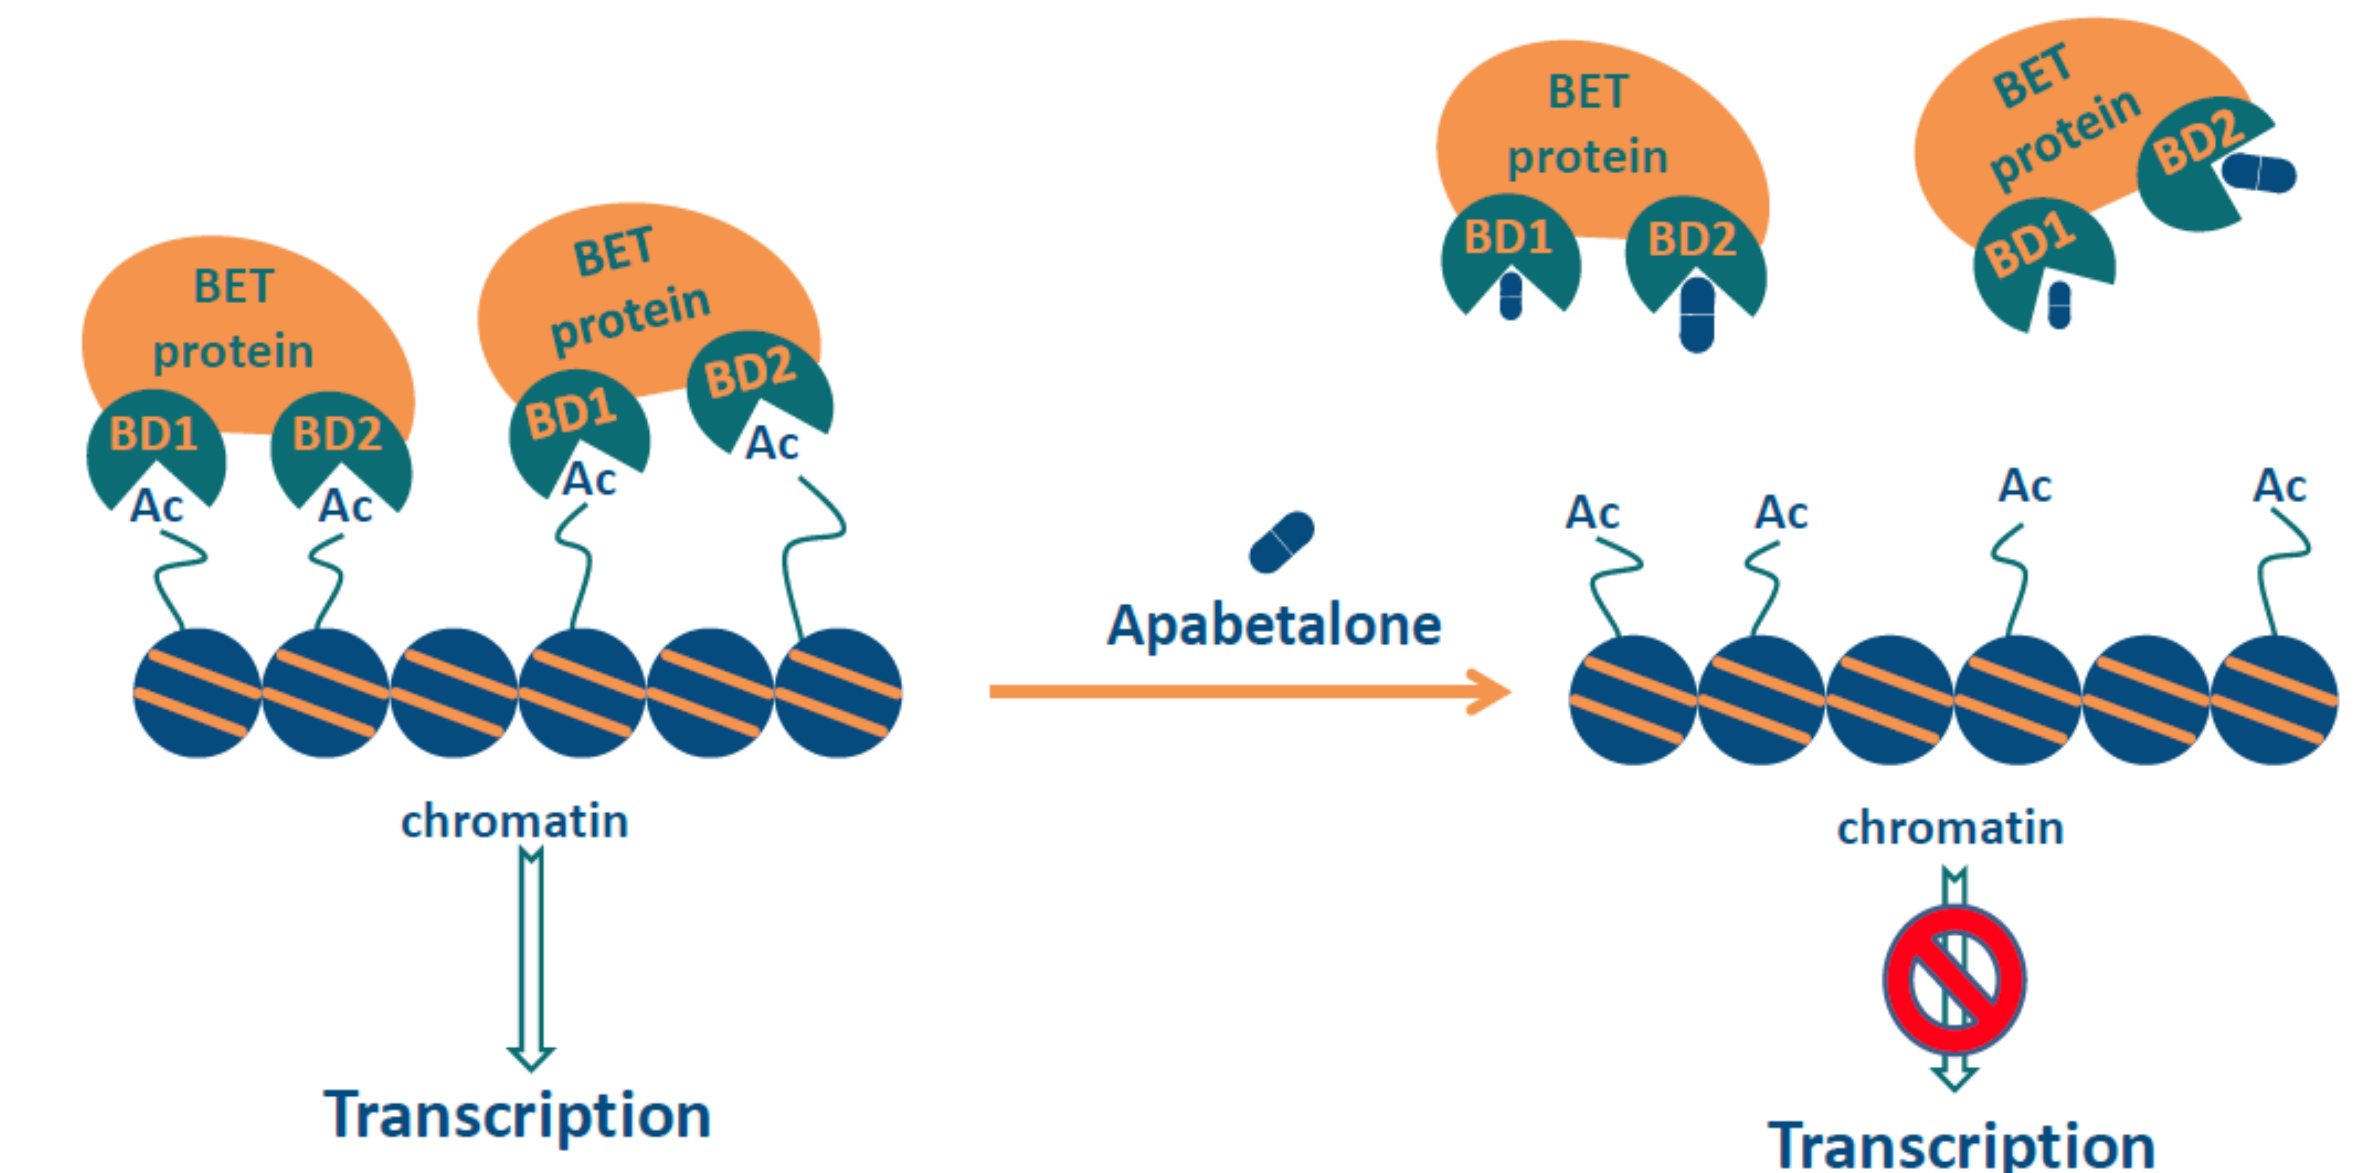 BET
protein
BD1
BD2
Ac
Ac
BET
protein
BD1
BD2
Ac
Ac
chromatin
Transcription
Apabetalone
BET
protein
BD1
BD2
BET
protein
BD1
BD2
Ac
Ac
Ac
Ac
chromatin
Transcription